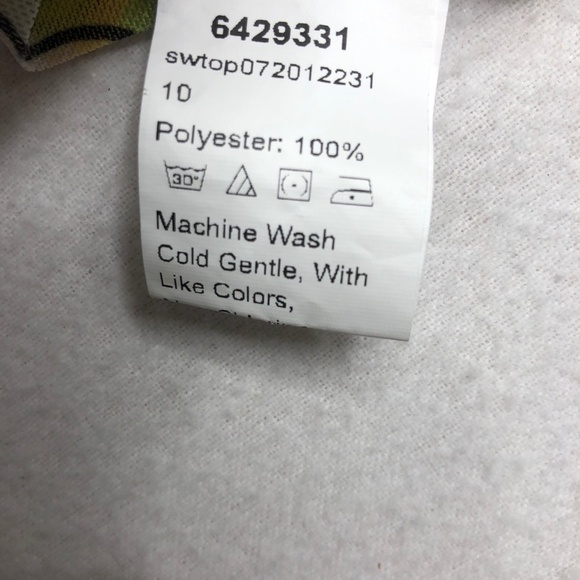 6429331
swtop072012231
10
Polyester: 100%
30°
Machine Wash
Cold Gentle, With
Like Colors,